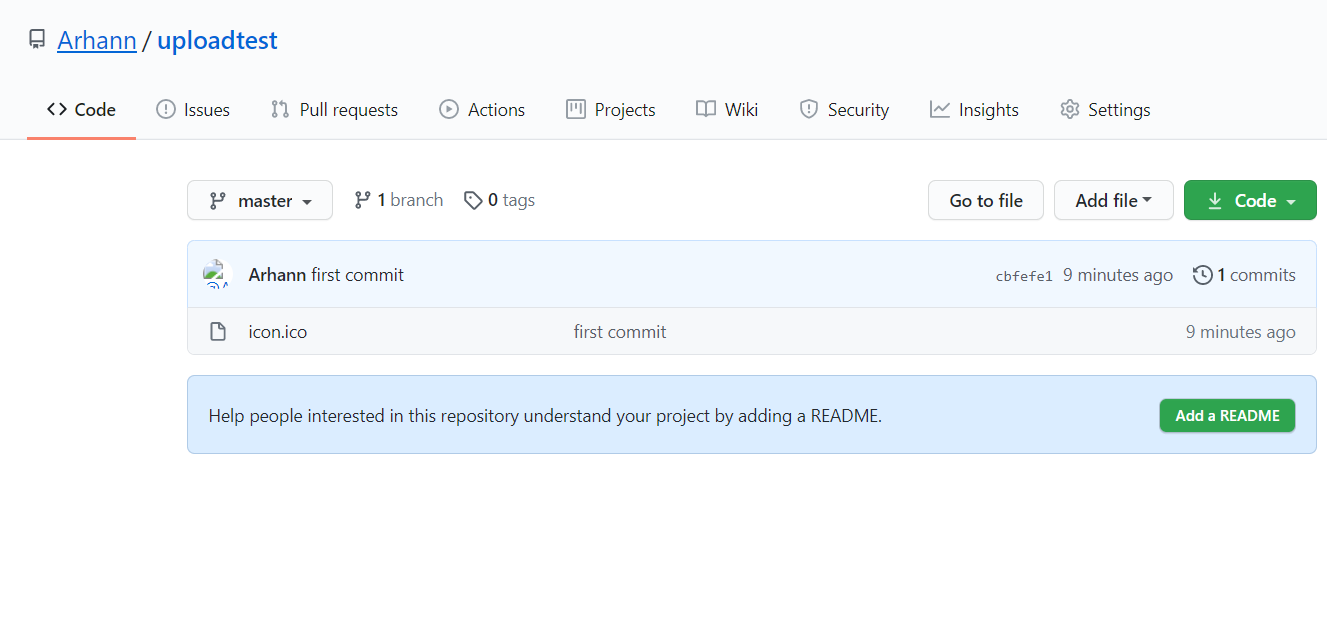 Arhann / uploadtest
Code Issues Pull requests Actions Projects Wiki Security Insights Settings
master 1 branch 0 tags Go to file Add file Code
Arhann first commit cbfefe1 9 minutes ago 1 commits
icon.ico first commit 9 minutes ago
Help people interested in this repository understand your project by adding a README. Add a README